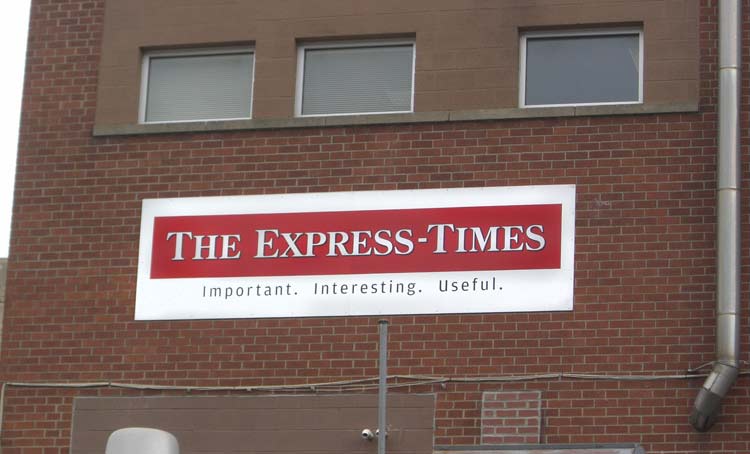 THE EXPRESS-TIMES
Important. Interesting. Useful.